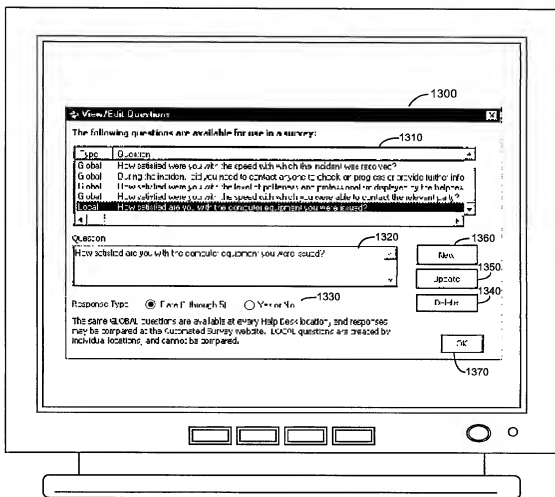 1300
View/Edit Questions
The following questions are available for use in a survey:
1310
Type Question
Global How satisfied were you with the speed with which the incident was resolved?
Global During the incident, did you need to contact anyone to check on progress or provide further info
Global How satisfied were you with the level of politeness and professionalism displayed by the helpdes
Global How satisfied were you with the speed with which you were able to contact the relevant party?
Local How satisfied are you with the computer equipment you were issued?
Question
1320
1360
How satisfied are you with the computer equipment you were issued?
New
1350
Update
1340
Delete
Response Type Rate (1 through 5) Yes or No
1330
The same GLOBAL questions are available at every Help Desk location, and responses
may be compared at the Automated Survey website. LOCAL questions are created by
individual locations, and cannot be compared.
OK
1370